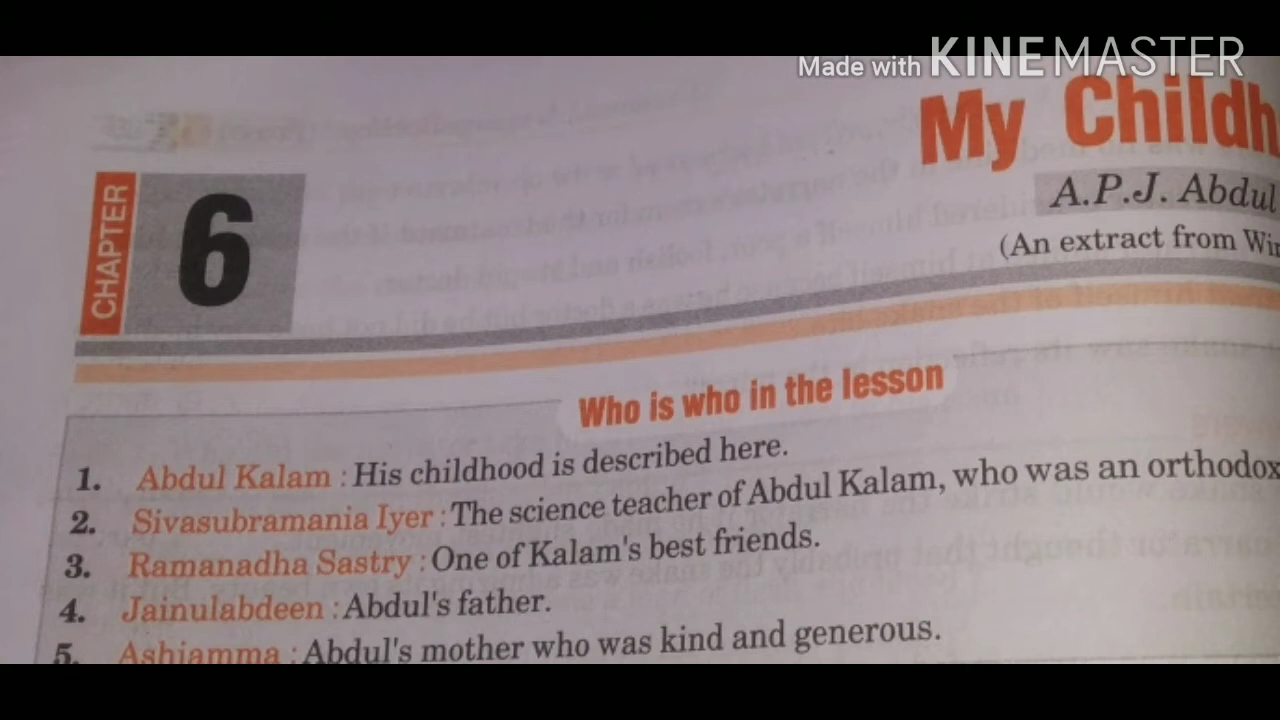 Made with KINEMASTER
My Childh
CHAPTER
6
A.P.J. Abdul
(An extract from Win
Who is who in the lesson
1. Abdul Kalam : His childhood is described here.
2. Sivasubramania Iyer : The science teacher of Abdul Kalam, who was an orthodox
3. Ramanadha Sastry : One of Kalam's best friends.
4. Jainulabdeen : Abdul's father.
5. Ashiamma : Abdul's mother who was kind and generous.